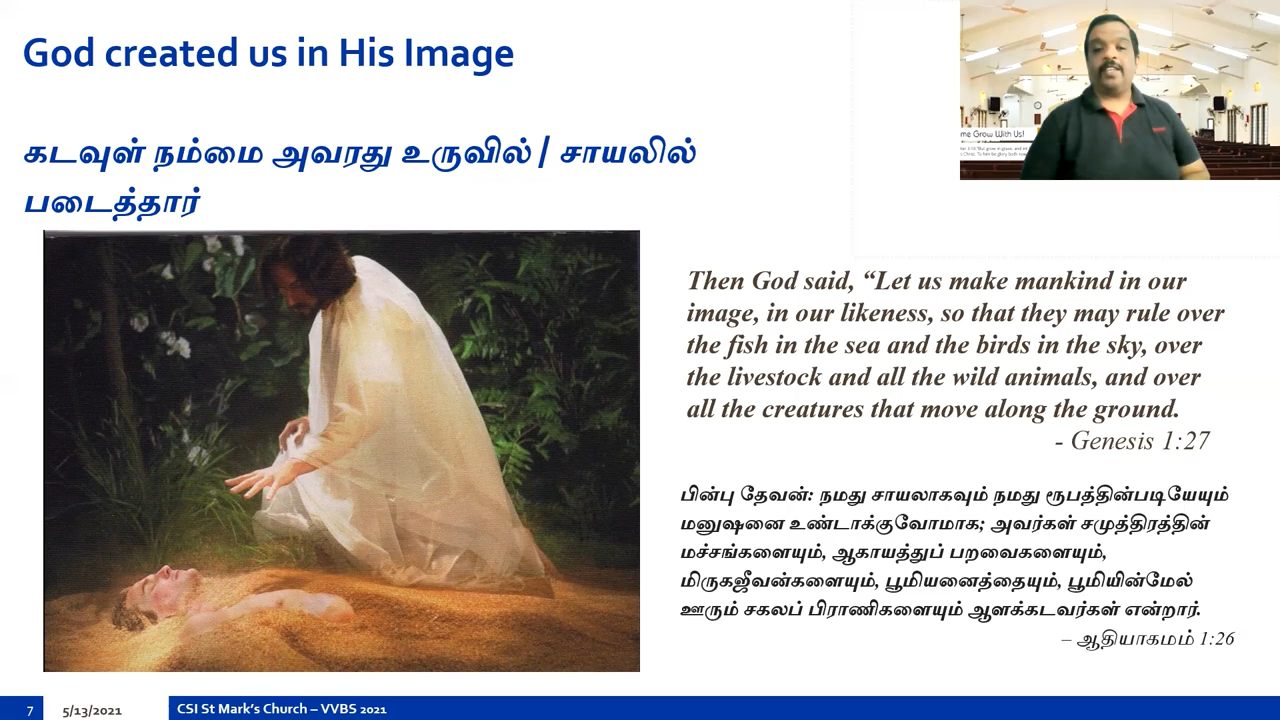 God created us in His Image
கடவுள் நம்மை அவரது உருவில் / சாயலில்
படைத்தார்
me Grow With Us!
Then God said, “Let us make mankind in our
image, in our likeness, so that they may rule over
the fish in the sea and the birds in the sky, over
the livestock and all the wild animals, and over
all the creatures that move along the ground.
- Genesis 1:27
பின்பு தேவன்: நமது சாயலாகவும் நமது ரூபத்தின்படியேயும்
மனுஷனை உண்டாக்குவோமாக; அவர்கள் சமுத்திரத்தின்
மச்சங்களையும், ஆகாயத்துப் பறவைகளையும்,
மிருகஜீவன்களையும், பூமியனைத்தையும், பூமியின்மேல்
ஊரும் சகலப் பிராணிகளையும் ஆளக்கடவர்கள் என்றார்.
– ஆதியாகமம் 1:26
7 5/13/2021 CSI St Mark’s Church – VVBS 2021